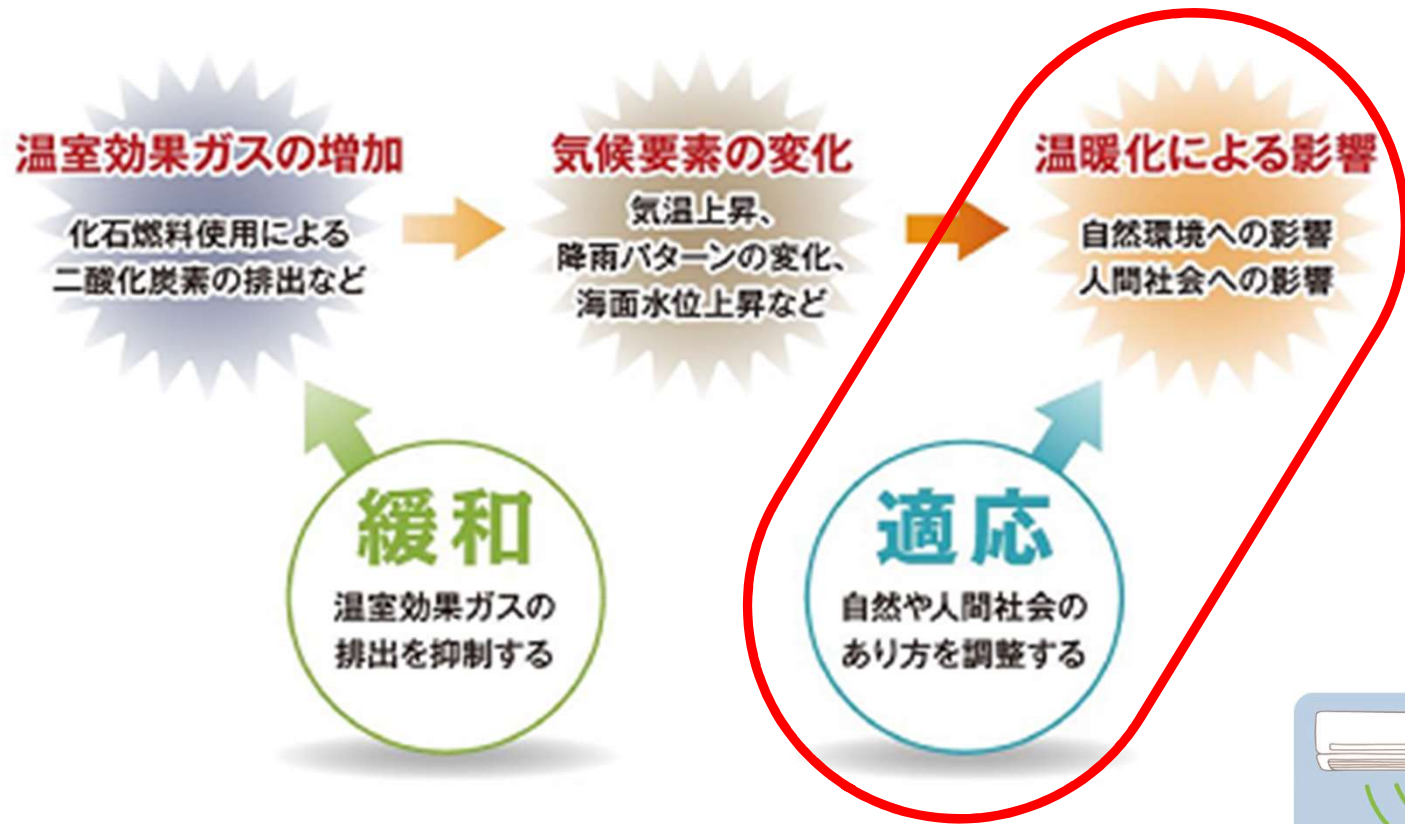 温室効果ガスの増加
化石燃料使用による
二酸化炭素の排出など
気候要素の変化
気温上昇、
降雨パターンの変化、
海面水位上昇など
温暖化による影響
自然環境への影響
人間社会への影響
緩和
温室効果ガスの
排出を抑制する
適応
自然や人間社会の
あり方を調整する